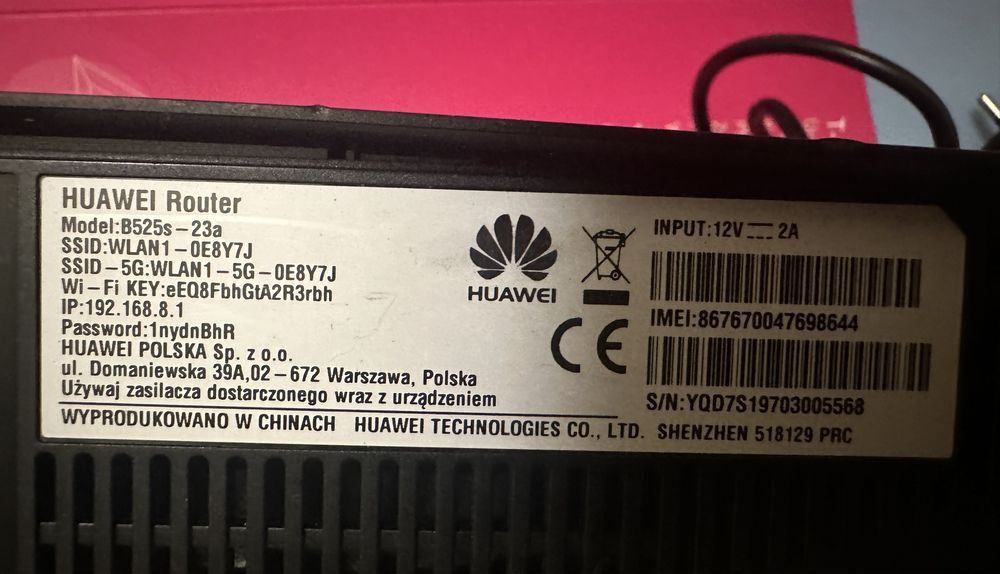 HUAWEI Router
Model:B525s-23a
SSID:WLAN1-0E8Y7J
SSID-5G:WLAN1-5G-0E8Y7J
Wi-Fi KEY:eEQ8FbhGtA2R3rbh
IP:192.168.8.1
Password:1nydnBhR
HUAWEI POLSKA Sp. z o.o.
ul. Domaniewska 39A,02-672 Warszawa, Polska
Używaj zasilacza dostarczonego wraz z urządzeniem
WYPRODUKOWANO W CHINACH HUAWEI TECHNOLOGIES CO., LTD. SHENZHEN 518129 PRC
HUAWEI
CE
INPUT:12V⎓2A
IMEI:867670047698644
S/N:YQD7S19703005568